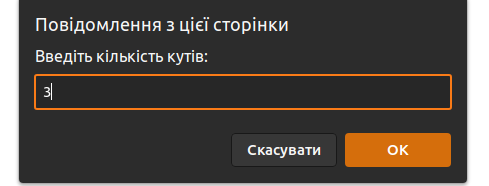 Повідомлення з цієї сторінки
Введіть кількість кутів:
3
Скасувати
OK